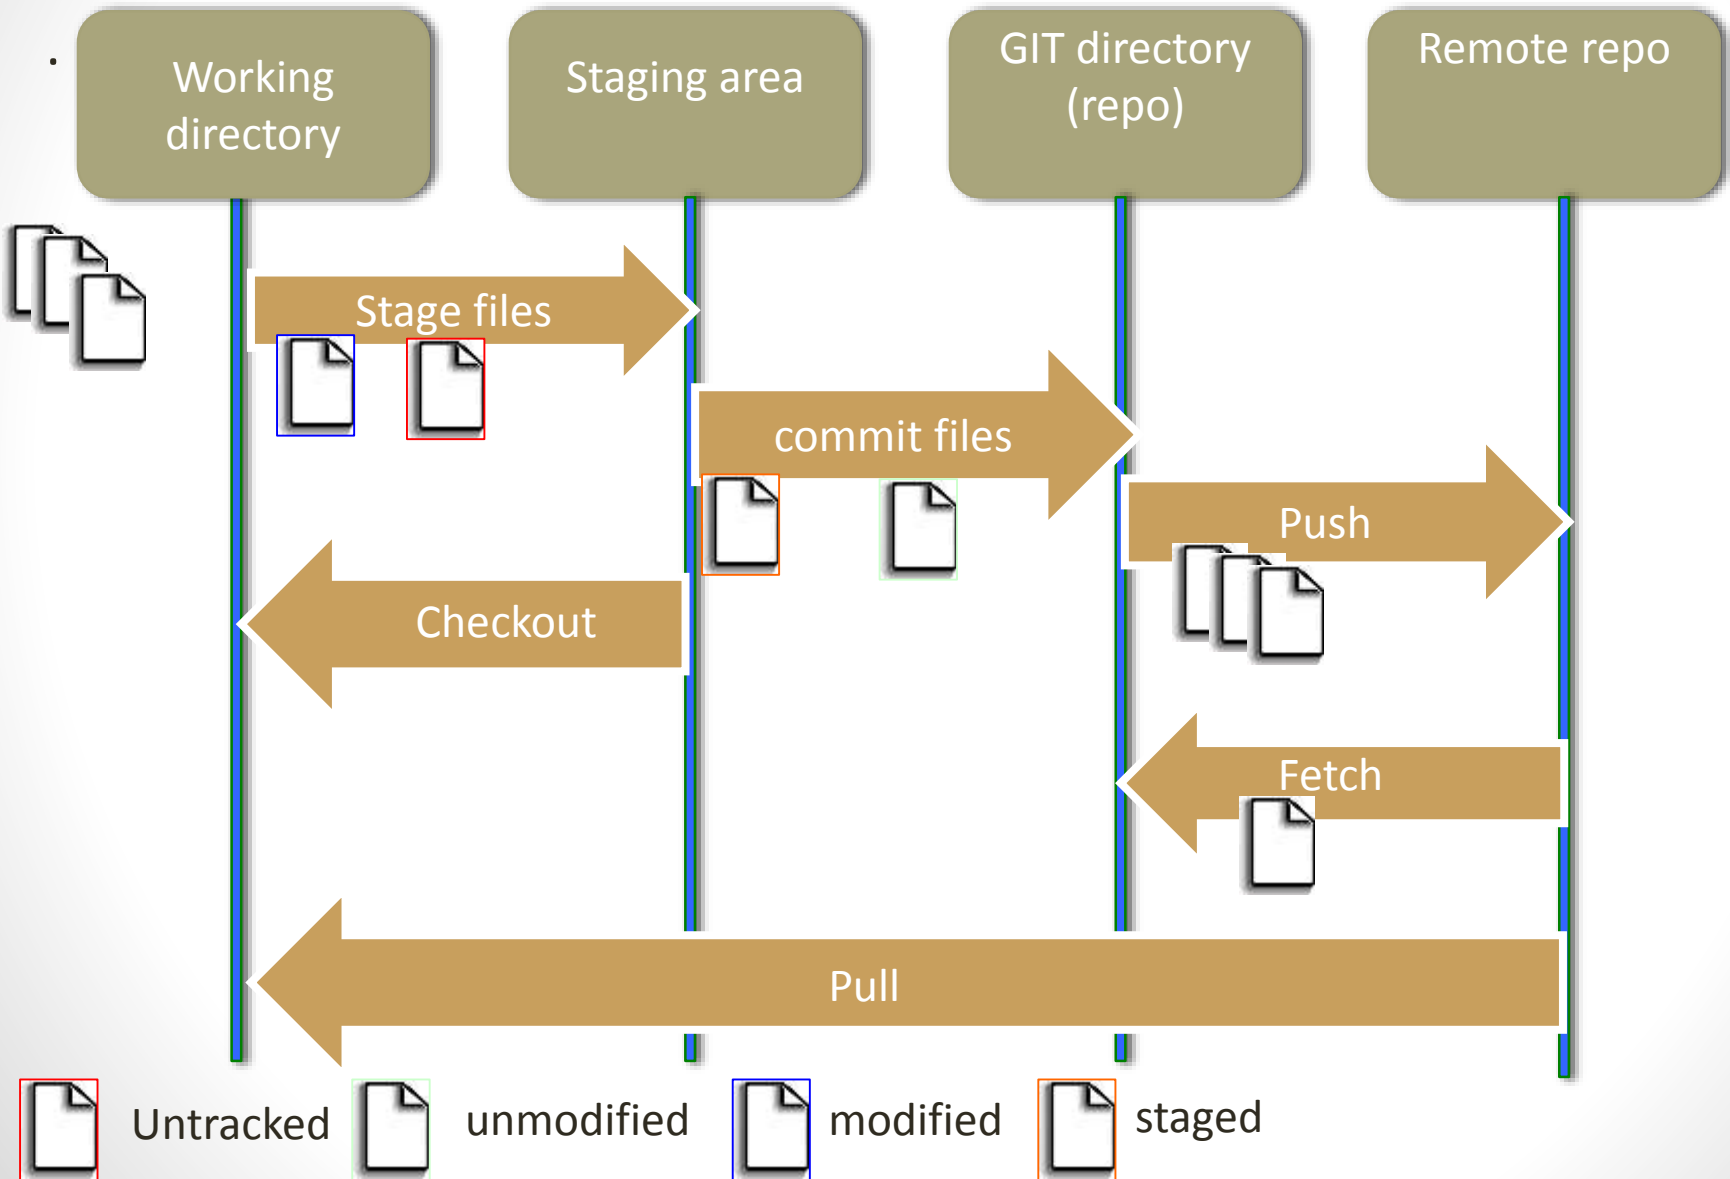 .
Working
directory
Staging area
GIT directory
(repo)
Remote repo
Stage files
commit files
Push
Checkout
Fetch
Pull
Untracked
unmodified
modified
staged